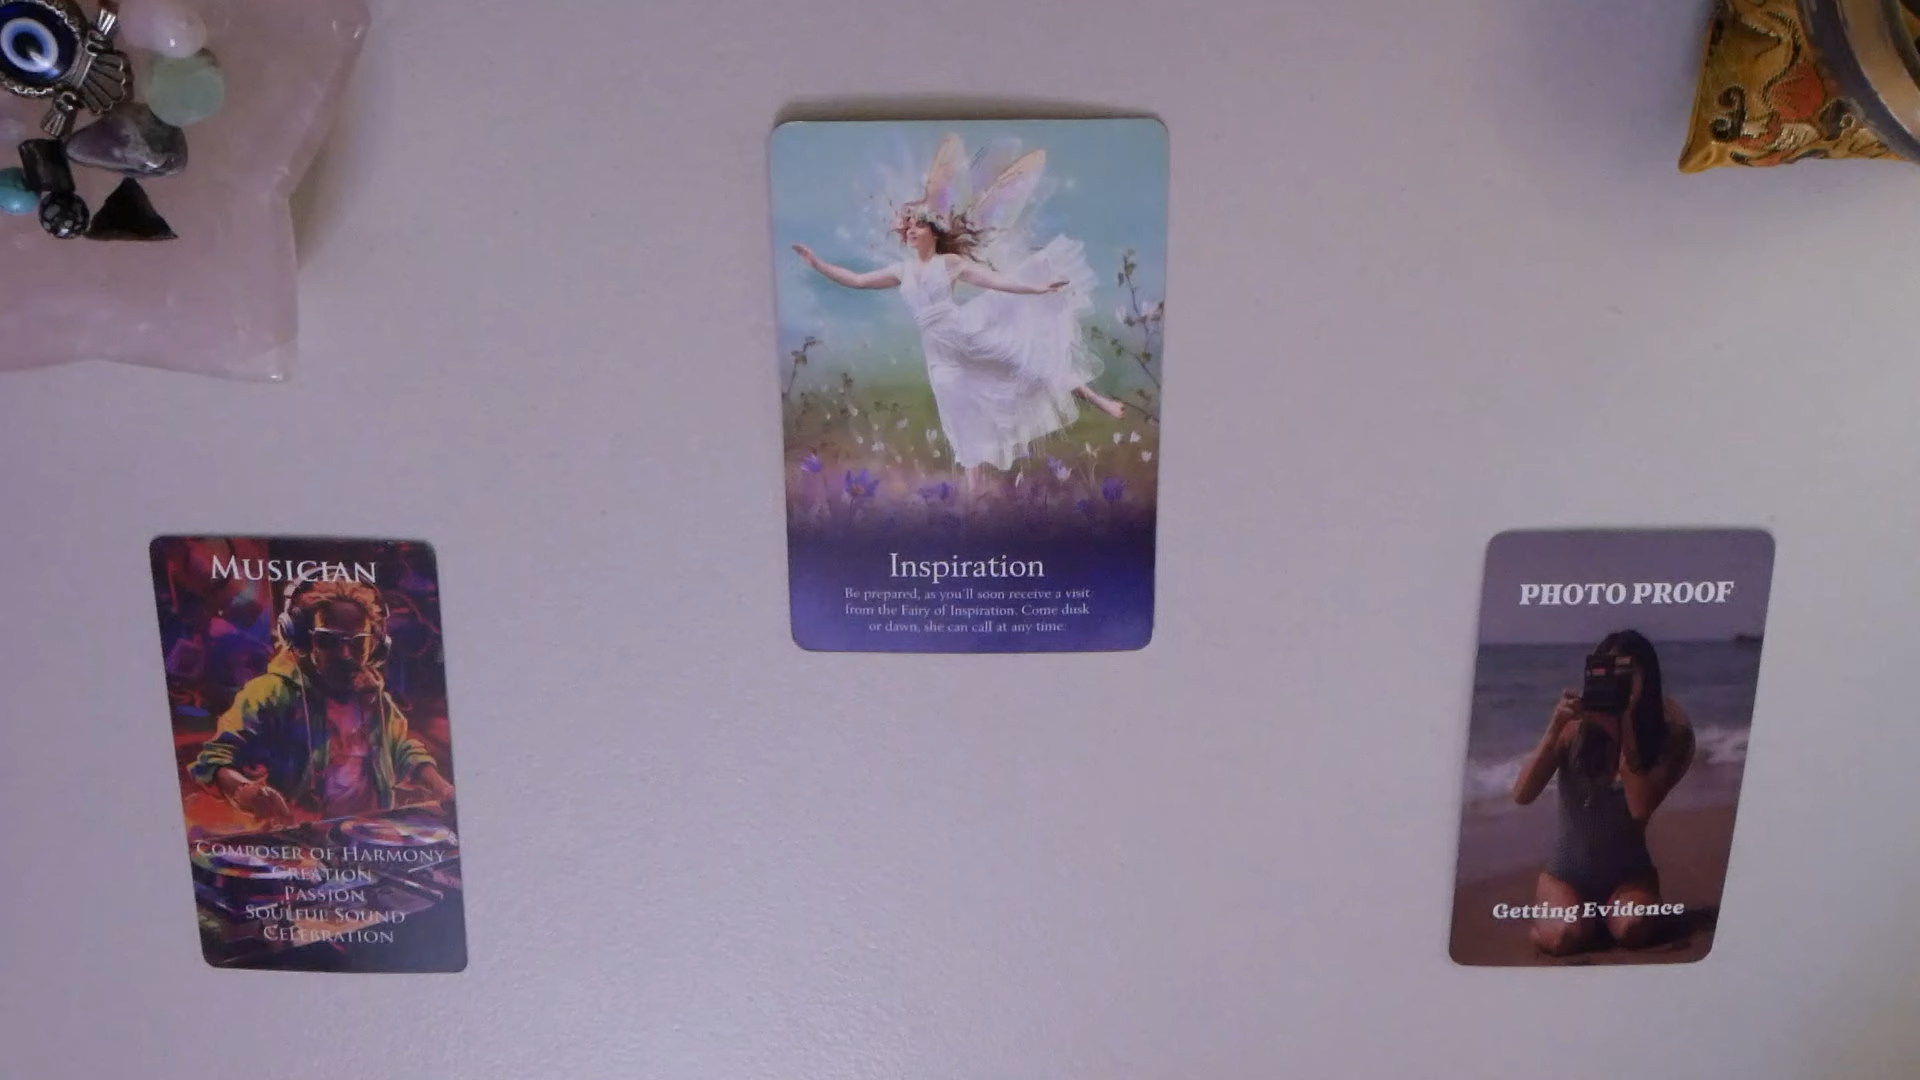 Inspiration
Be prepared, as you'll soon receive a visit
from the Fairy of Inspiration. Come dusk
or dawn, she can call at any time.
MUSICIAN
COMPOSER OF HARMONY
CREATION
PASSION
SOULFUL SOUND
CELEBRATION
PHOTO PROOF
Getting Evidence